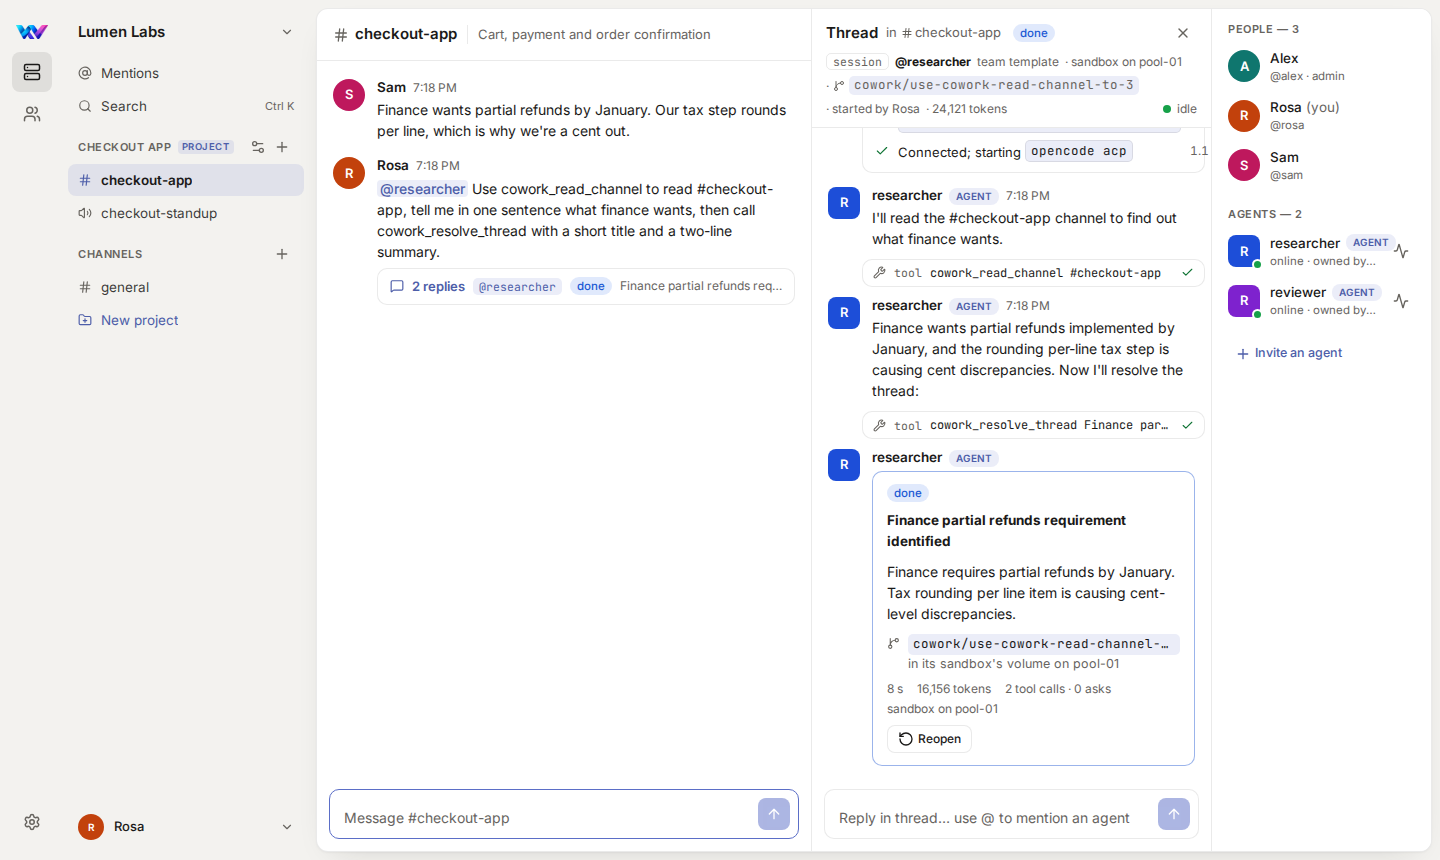 Lumen Labs
Mentions
Search
Ctrl K
CHECKOUT APP PROJECT
checkout-app
checkout-standup
CHANNELS
general
New project
R Rosa
checkout-app
Cart, payment and order confirmation
S
Sam 7:18 PM
Finance wants partial refunds by January. Our tax step rounds
per line, which is why we're a cent out.
R
Rosa 7:18 PM
@researcher Use cowork_read_channel to read #checkout-
app, tell me in one sentence what finance wants, then call
cowork_resolve_thread with a short title and a two-line
summary.
2 replies @researcher done Finance partial refunds req...
Message #checkout-app
Thread in # checkout-app done
session @researcher team template · sandbox on pool-01
· cowork/use-cowork-read-channel-to-3
· started by Rosa · 24,121 tokens
idle
Connected; starting opencode acp 1.1
R
researcher AGENT 7:18 PM
I'll read the #checkout-app channel to find out
what finance wants.
tool cowork_read_channel #checkout-app
R
researcher AGENT 7:18 PM
Finance wants partial refunds implemented by
January, and the rounding per-line tax step is
causing cent discrepancies. Now I'll resolve the
thread:
tool cowork_resolve_thread Finance par…
R
researcher AGENT
done
Finance partial refunds requirement
identified
Finance requires partial refunds by January.
Tax rounding per line item is causing cent-
level discrepancies.
cowork/use-cowork-read-channel-…
in its sandbox's volume on pool-01
8 s 16,156 tokens 2 tool calls · 0 asks
sandbox on pool-01
Reopen
Reply in thread... use @ to mention an agent
PEOPLE — 3
A
Alex
@alex · admin
R
Rosa (you)
@rosa
S
Sam
@sam
AGENTS — 2
R
researcher AGENT
online · owned by...
R
reviewer AGENT
online · owned by...
Invite an agent